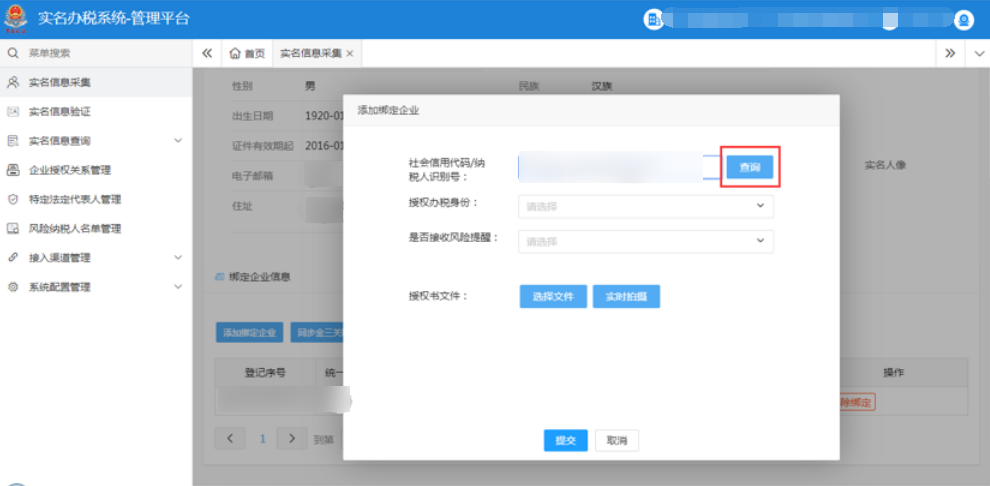 实名办税系统-管理平台
菜单搜索
首页
实名信息采集 ×
实名信息采集
实名信息验证
实名信息查询
企业授权关系管理
特定法定代表人管理
风险纳税人名单管理
接入渠道管理
系统配置管理
性别 男 民族 汉族
出生日期 1920-01
证件有效期起 2016-01
电子邮箱
住址
实名人像
绑定企业信息
添加绑定企业 同步金三关
登记序号 统一 操作
除绑定
1 到第
添加绑定企业
社会信用代码/纳
税人识别号： 查询
授权办税身份： 请选择
是否接收风险提醒： 请选择
授权书文件： 选择文件 实时拍摄
提交 取消